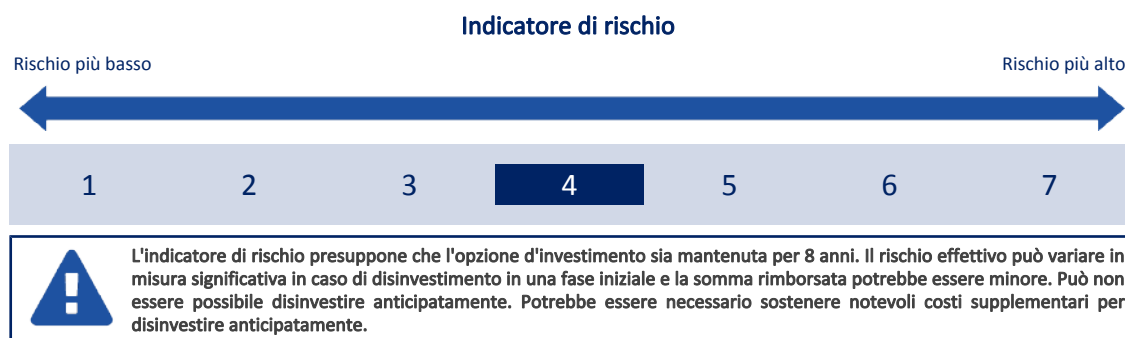 Indicatore di rischio
Rischio più basso
Rischio più alto
1 2 3 4 5 6 7
L'indicatore di rischio presuppone che l'opzione d'investimento sia mantenuta per 8 anni. Il rischio effettivo può variare in
misura significativa in caso di disinvestimento in una fase iniziale e la somma rimborsata potrebbe essere minore. Può non
essere possibile disinvestire anticipatamente. Potrebbe essere necessario sostenere notevoli costi supplementari per
disinvestire anticipatamente.